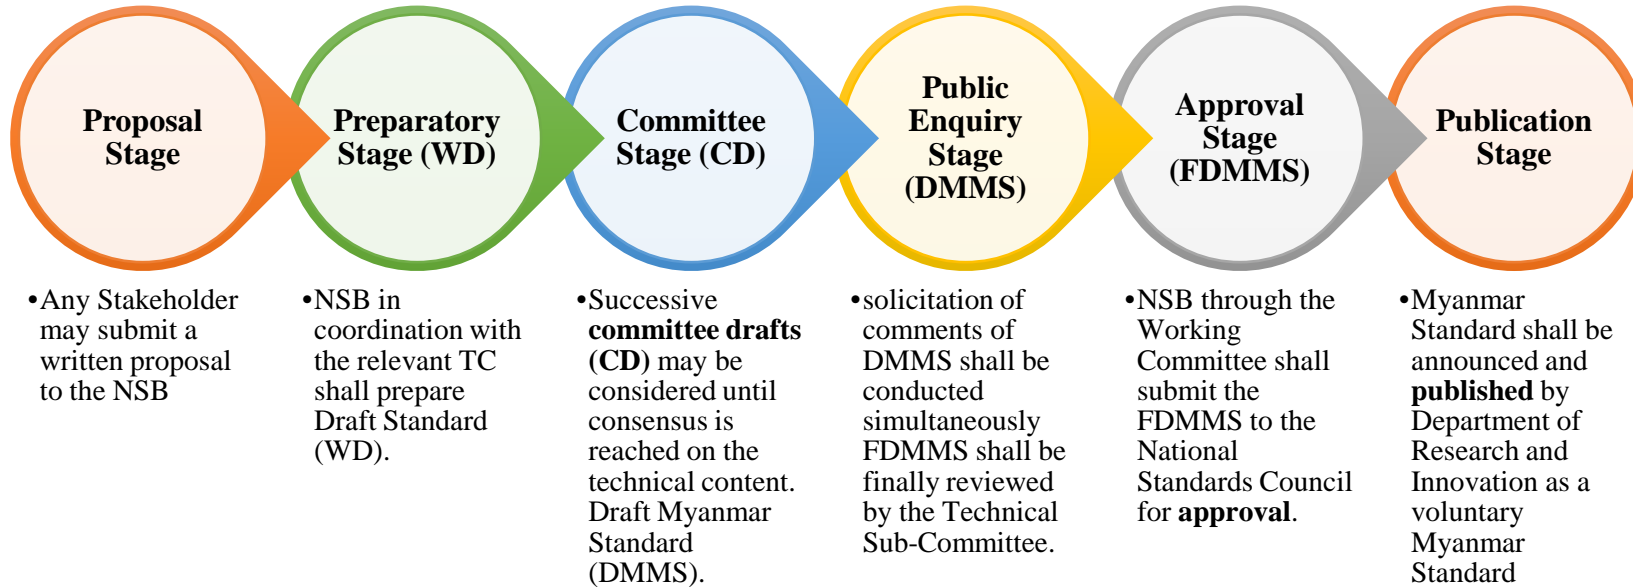 Proposal
Stage
Preparatory
Stage (WD)
Committee
Stage (CD)
Public
Enquiry
Stage
(DMMS)
Approval
Stage
(FDMMS)
Publication
Stage
•Any Stakeholder
may submit a
written proposal
to the NSB
•NSB in
coordination with
the relevant TC
shall prepare
Draft Standard
(WD).
•Successive
committee drafts
(CD) may be
considered until
consensus is
reached on the
technical content.
Draft Myanmar
Standard
(DMMS).
•solicitation of
comments of
DMMS shall be
conducted
simultaneously
FDMMS shall be
finally reviewed
by the Technical
Sub-Committee.
•NSB through the
Working
Committee shall
submit the
FDMMS to the
National
Standards Council
for approval.
•Myanmar
Standard shall be
announced and
published by
Department of
Research and
Innovation as a
voluntary
Myanmar
Standard